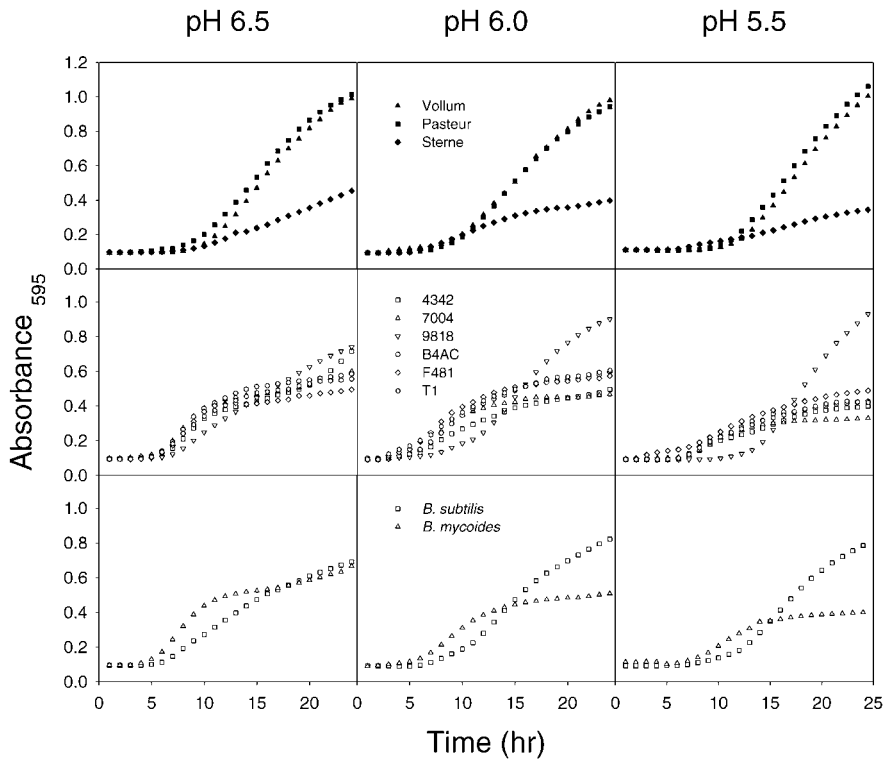 pH 6.5 pH 6.0 pH 5.5
1.2
1.0
0.8
0.6
0.4
0.2
0.0
Vollum
Pasteur
Sterne
1.0
0.8
0.6
0.4
0.2
0.0
4342
7004
9818
B4AC
F481
T1
1.0
0.8
0.6
0.4
0.2
0.0
B. subtilis
B. mycoides
0 5 10 15 20 0 5 10 15 20 0 5 10 15 20 25
Absorbance 595
Time (hr)